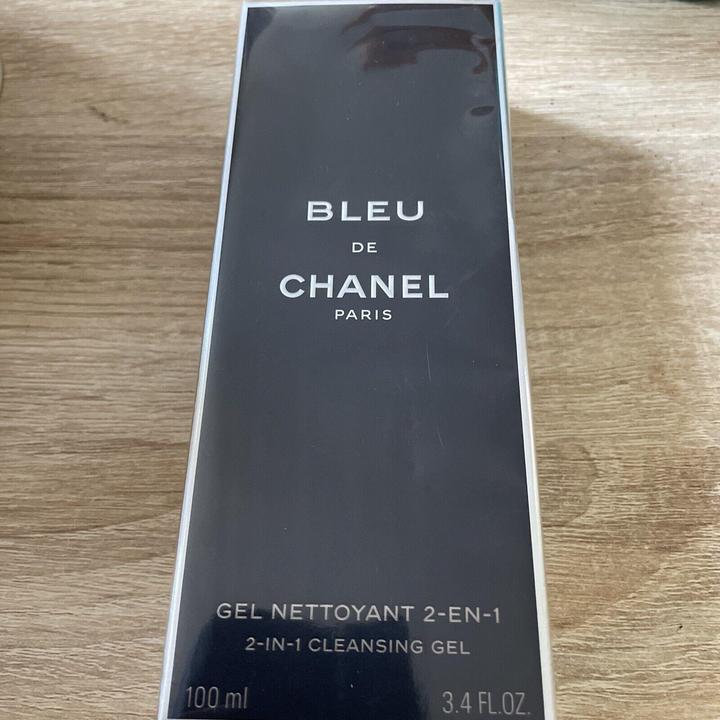 BLEU
DE
CHANEL
PARIS
GEL NETTOYANT 2-EN-1
2-IN-1 CLEANSING GEL
100 ml 3.4 FL.OZ.